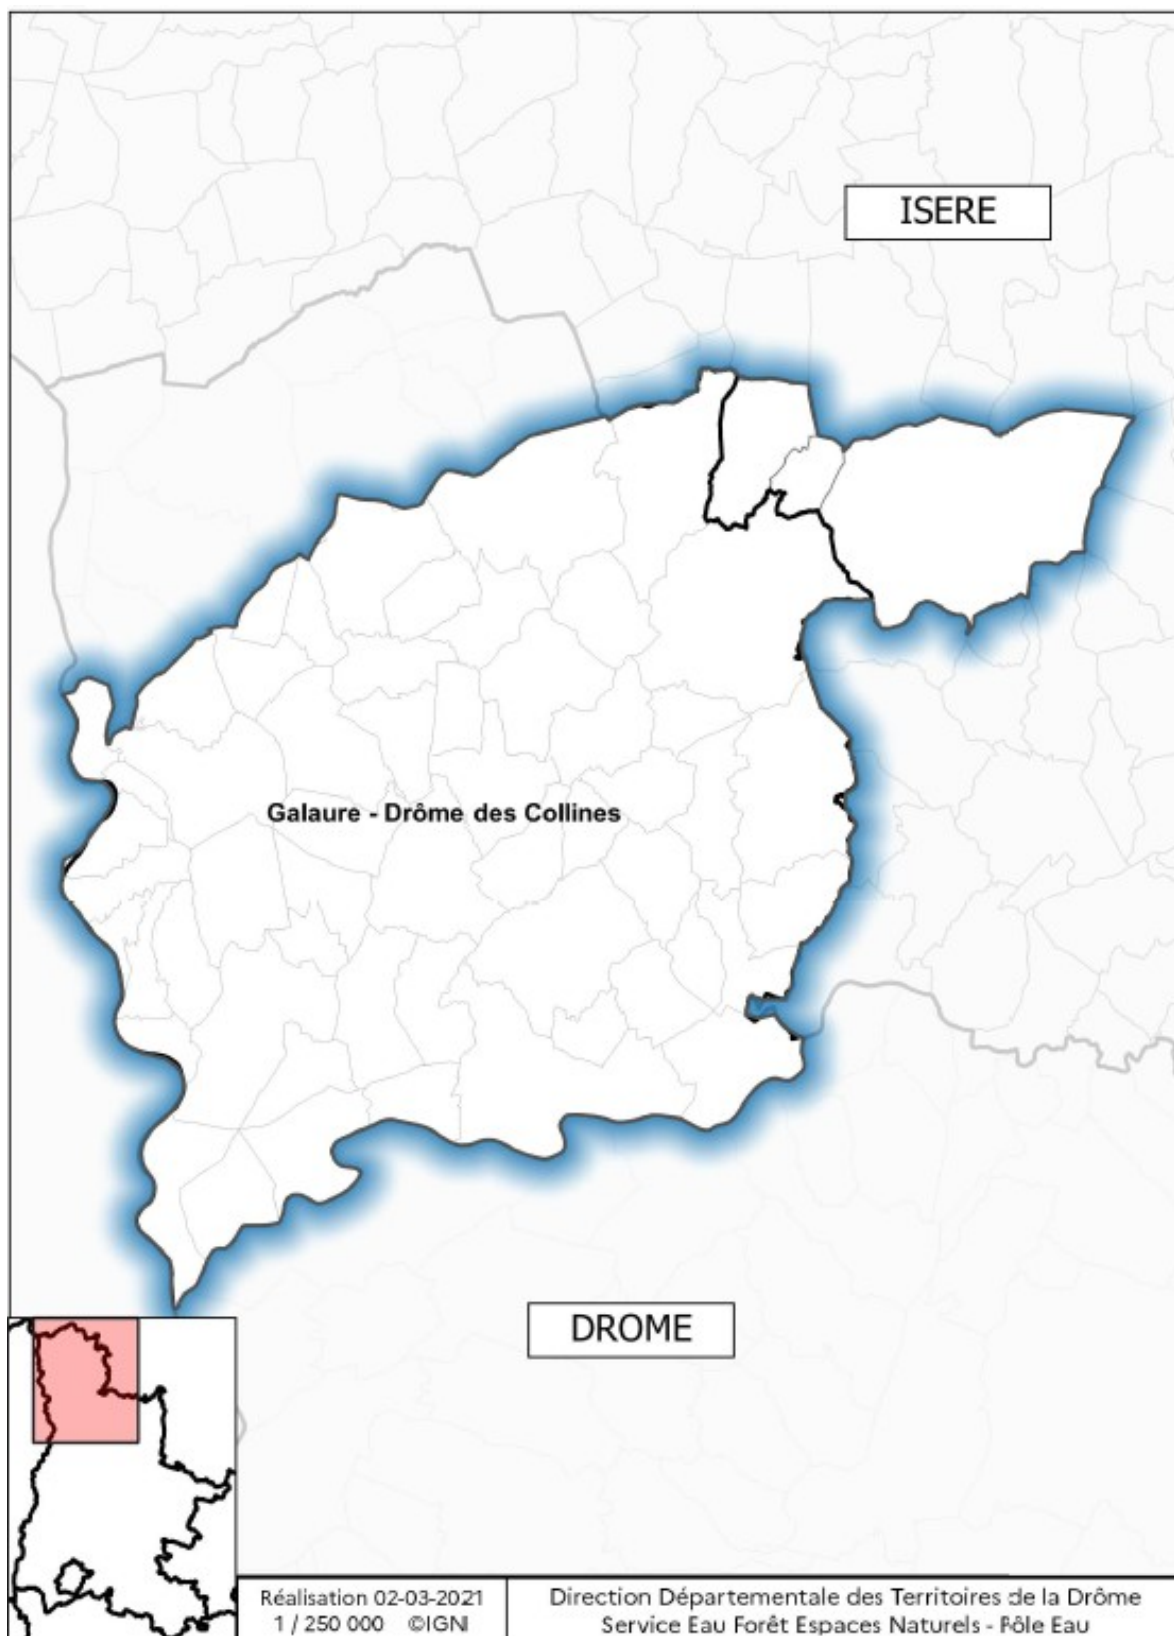 ISERE
Galaure - Drôme des Collines
DROME
Réalisation 02-03-2021
1 / 250 000 ©IGN
Direction Départementale des Territoires de la Drôme
Service Eau Forêt Espaces Naturels - Pôle Eau